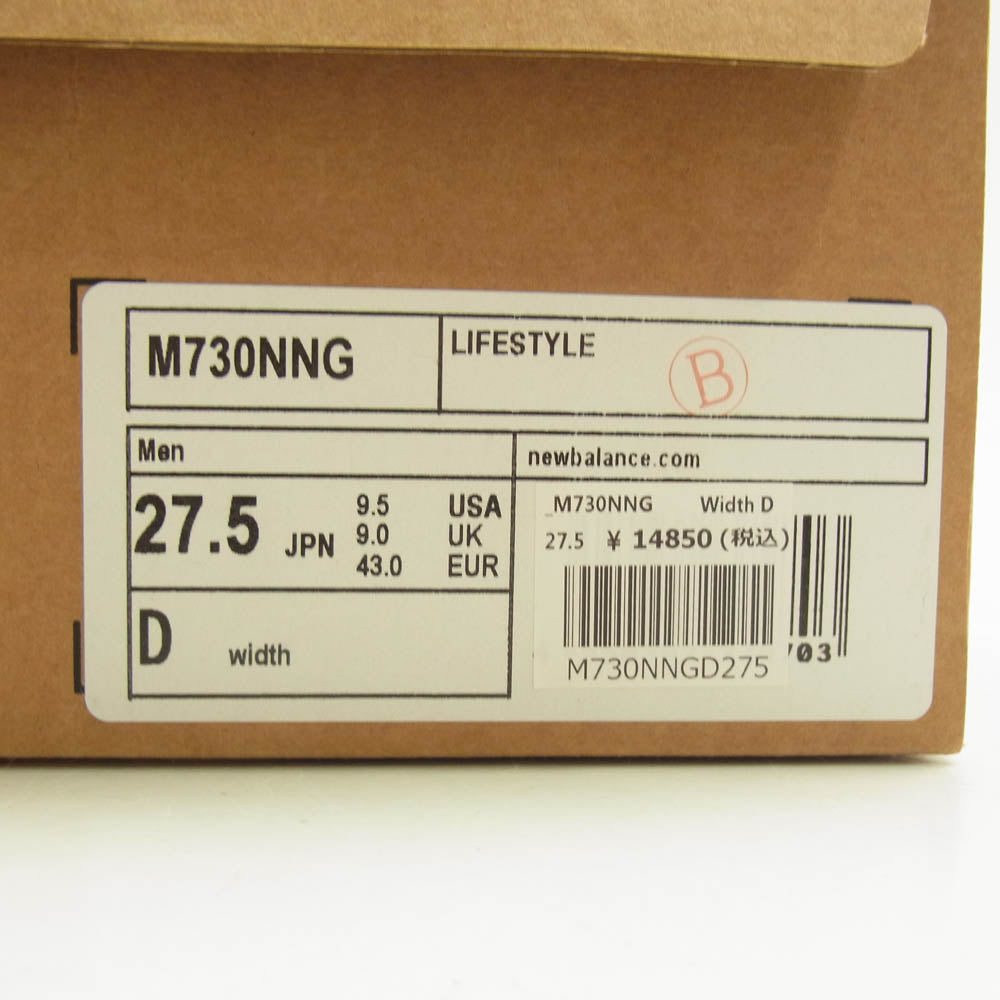 M730NNG
LIFESTYLE
B
Men
newbalance.com
27.5 JPN
9.5 USA
9.0 UK
43.0 EUR
D width
_M730NNG Width D
27.5 ¥ 14850 (税込)
M730NNGD275
703